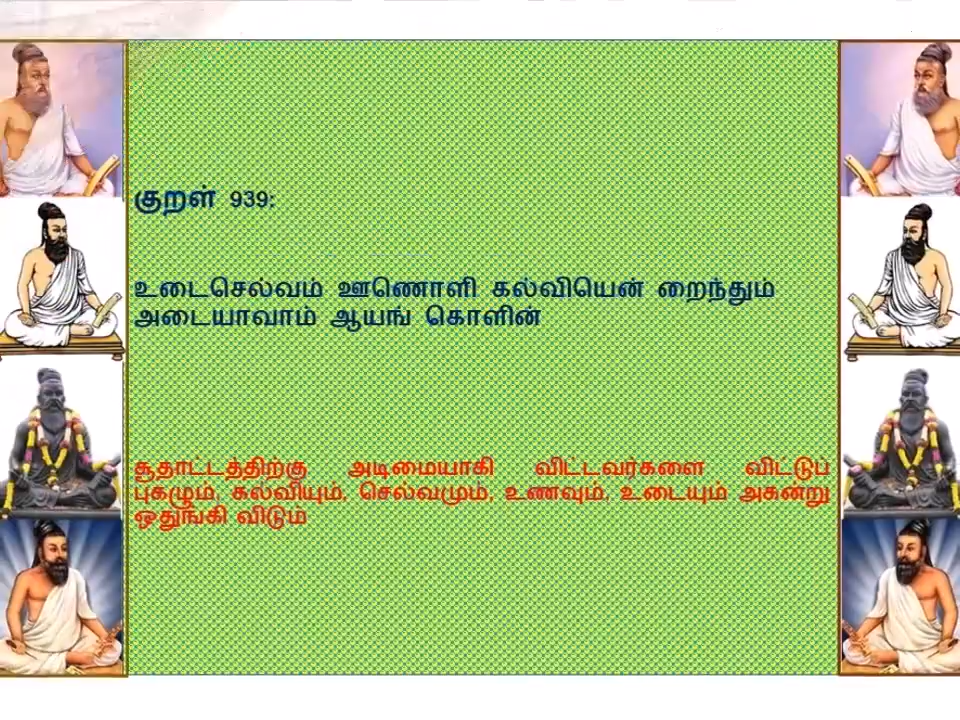 குறள் 939:
உடைசெல்வம் ஊணொளி கல்வியென் றைந்தும்
அடையாவாம் ஆயங் கொளின்
சூதாட்டத்திற்கு அடிமையாகி விட்டவர்களை விட்டுப்
புகழும், கல்வியும், செல்வமும், உணவும், உடையும் அகன்று
ஒதுங்கி விடும்